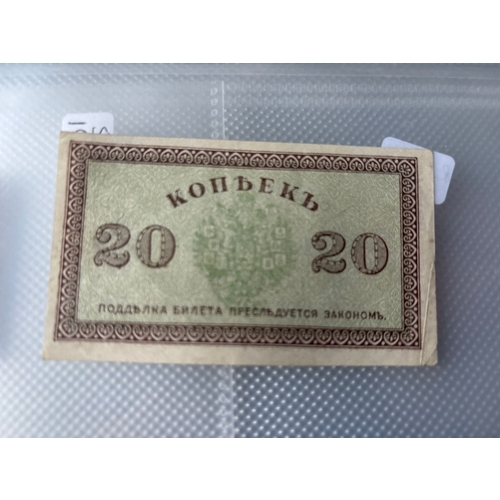 КОПѢЕКЪ
20 20
ПОДДѢЛКА БИЛЕТА ПРЕСЛѢДУЕТСЯ ЗАКОНОМЪ.